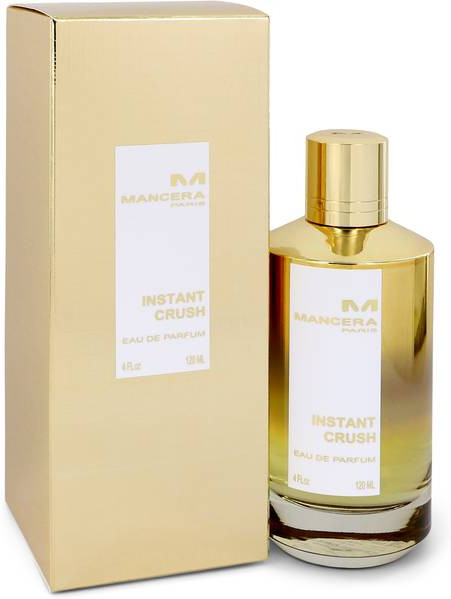 MANCERA
PARIS
INSTANT
CRUSH
EAU DE PARFUM
4 FL.oz 120 ML
MANCERA
PARIS
INSTANT
CRUSH
EAU DE PARFUM
4 FL.oz 120 ML